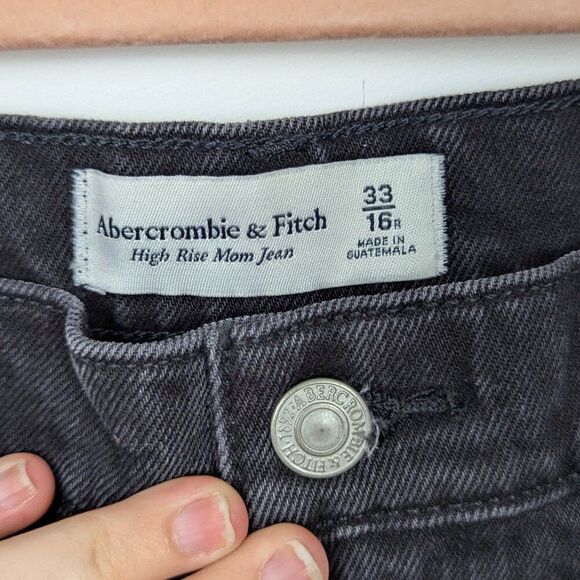 Abercrombie & Fitch
High Rise Mom Jean
33
16R
MADE IN
GUATEMALA
ABERCROMBIE & FITCH·1892·